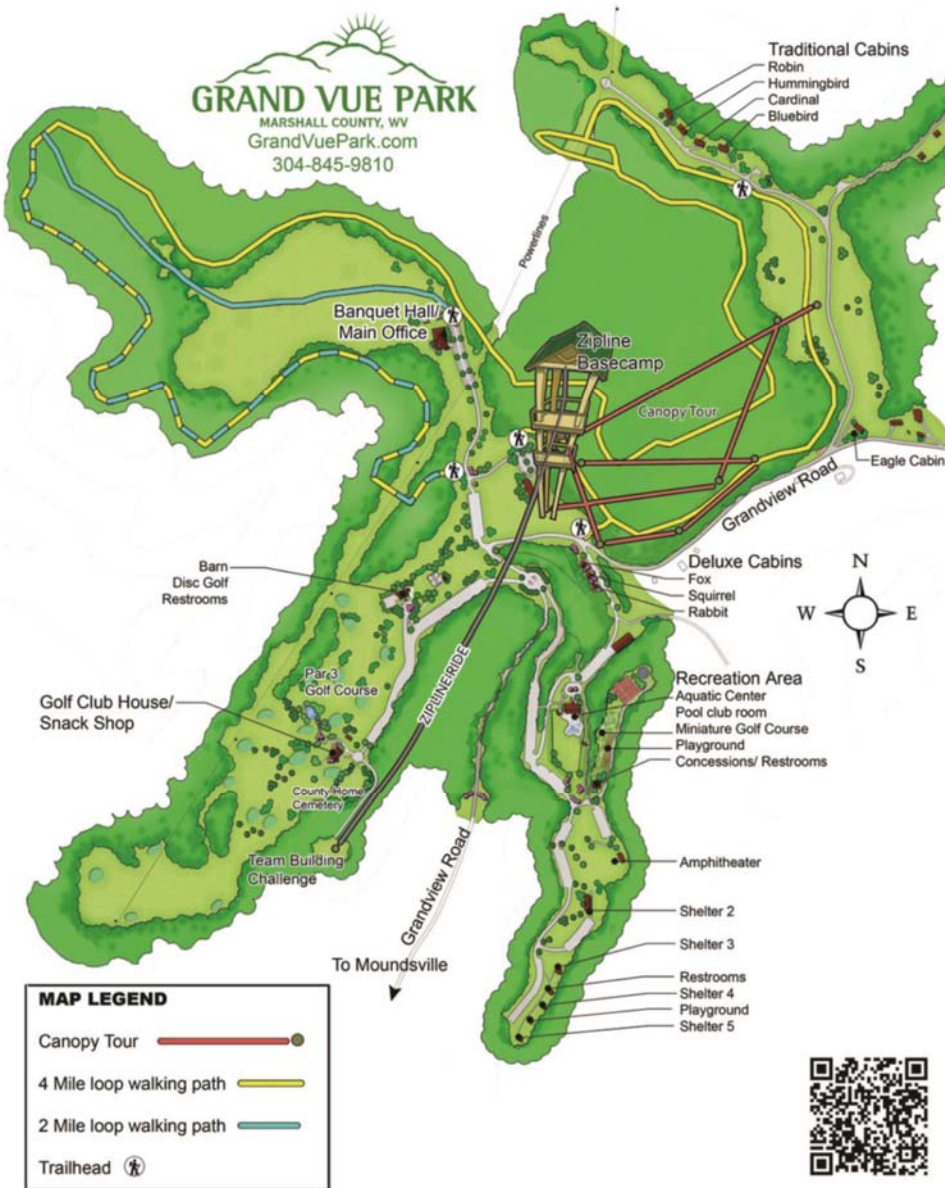 GRAND VUE PARK
MARSHALL COUNTY, WV
GrandVuePark.com
304-845-9810
Traditional Cabins
Robin
Hummingbird
Cardinal
Bluebird
Powerlines
Banquet Hall/
Main Office
Zipline
Basecamp
Canopy Tour
Eagle Cabin
Grandview Road
Barn
Disc Golf
Restrooms
Deluxe Cabins
Fox
Squirrel
Rabbit
N
W
E
S
Par 3
Golf Course
Golf Club House/
Snack Shop
ZIPLINE RIDE
Recreation Area
Aquatic Center
Pool club room
Miniature Golf Course
Playground
Concessions/ Restrooms
County Home
Cemetery
Team Building
Challenge
Grandview Road
To Moundsville
Amphitheater
Shelter 2
Shelter 3
Restrooms
Shelter 4
Playground
Shelter 5
MAP LEGEND
Canopy Tour
4 Mile loop walking path
2 Mile loop walking path
Trailhead